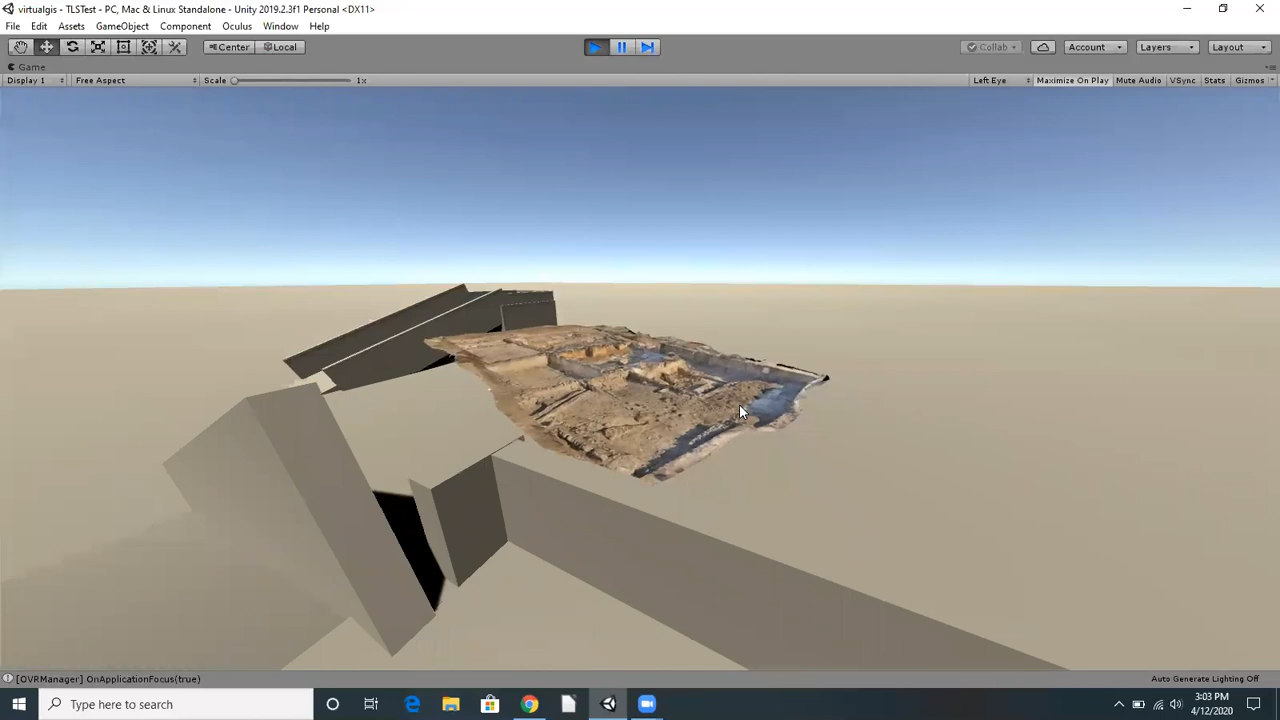 virtualgis - TLSTest - PC, Mac & Linux Standalone - Unity 2019.2.3f1 Personal <DX11>
File Edit Assets GameObject Component Oculus Window Help
Center Local Collab Account Layers Layout
Game
Display 1 Free Aspect Scale 1x Left Eye Maximize On Play Mute Audio VSync Stats Gizmos
[OVRManager] OnApplicationFocus(true) Auto Generate Lighting Off
Type here to search
3:03 PM
4/12/2020